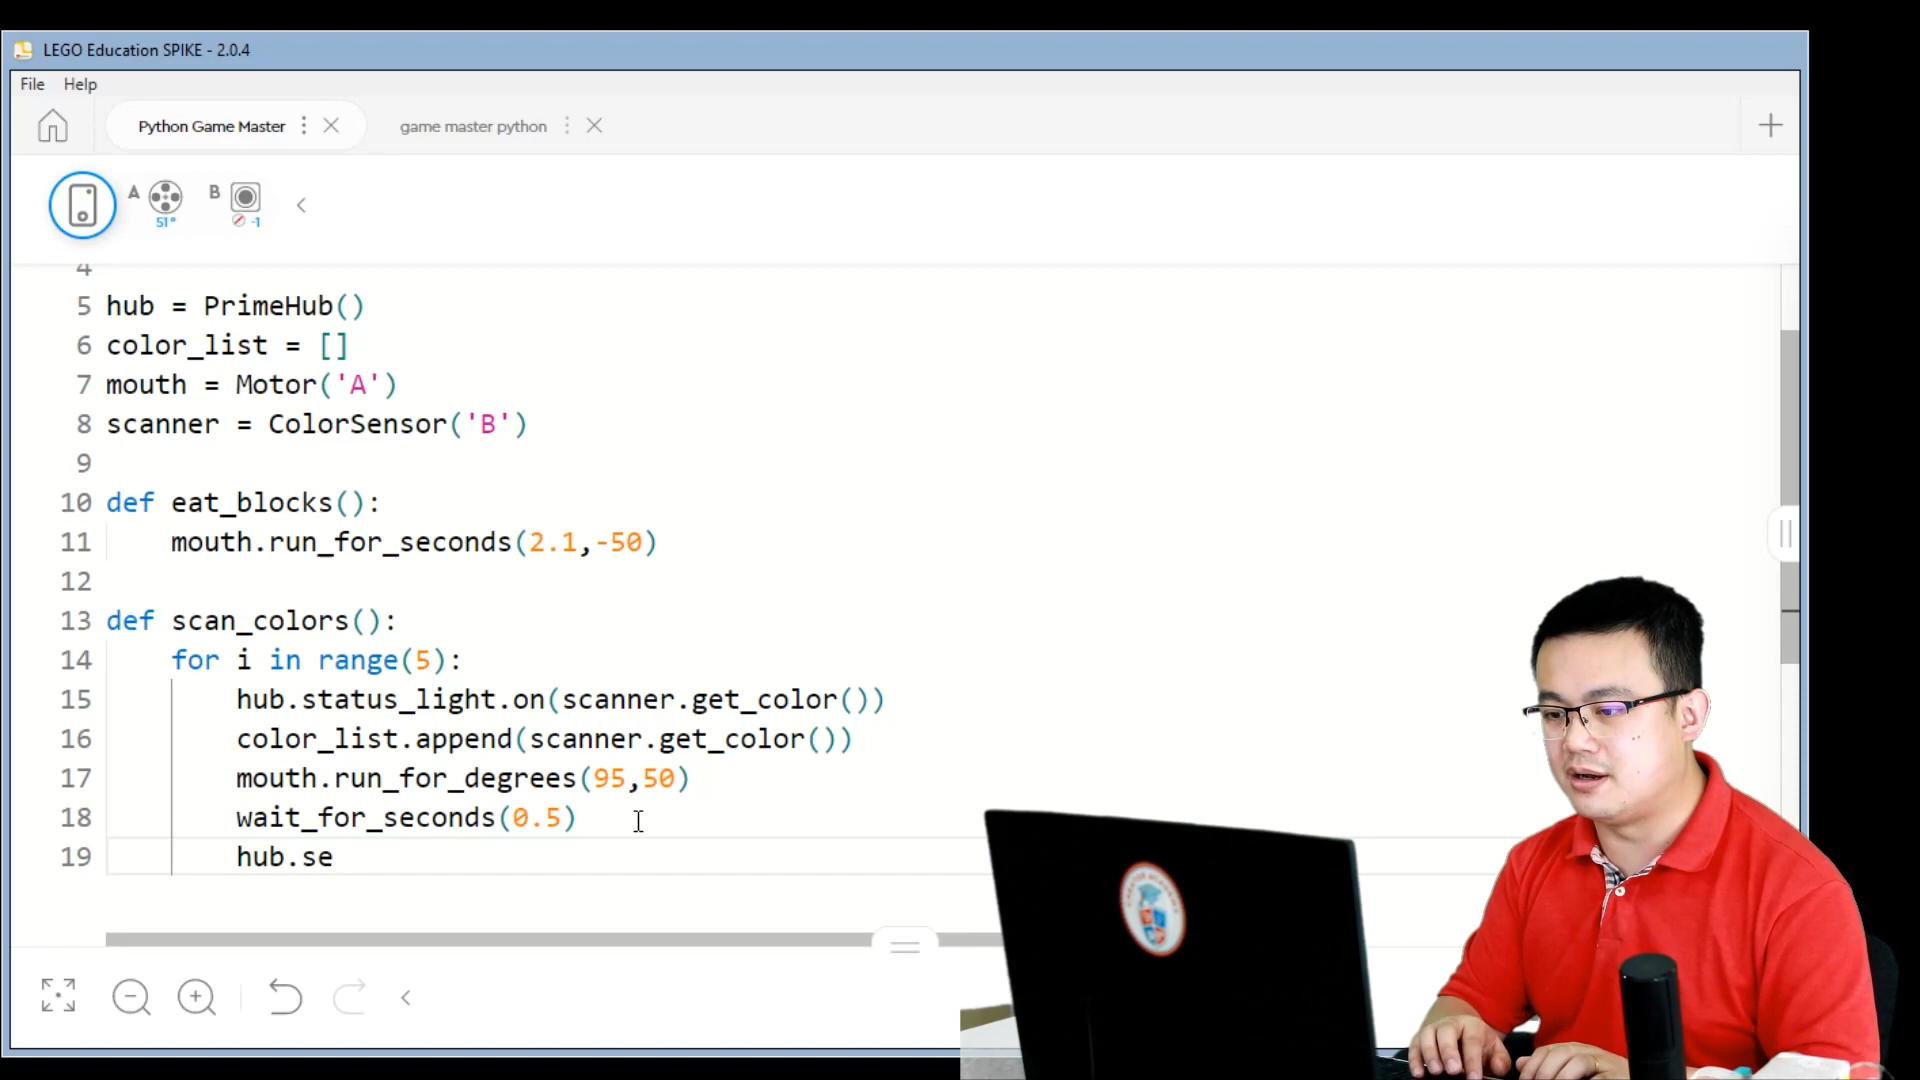 LEGO Education SPIKE - 2.0.4
File Help
Python Game Master game master python
A B
51° -1
4
5 hub = PrimeHub()
6 color_list = []
7 mouth = Motor('A')
8 scanner = ColorSensor('B')
9
10 def eat_blocks():
11 mouth.run_for_seconds(2.1,-50)
12
13 def scan_colors():
14 for i in range(5):
15 hub.status_light.on(scanner.get_color())
16 color_list.append(scanner.get_color())
17 mouth.run_for_degrees(95,50)
18 wait_for_seconds(0.5)
19 hub.se